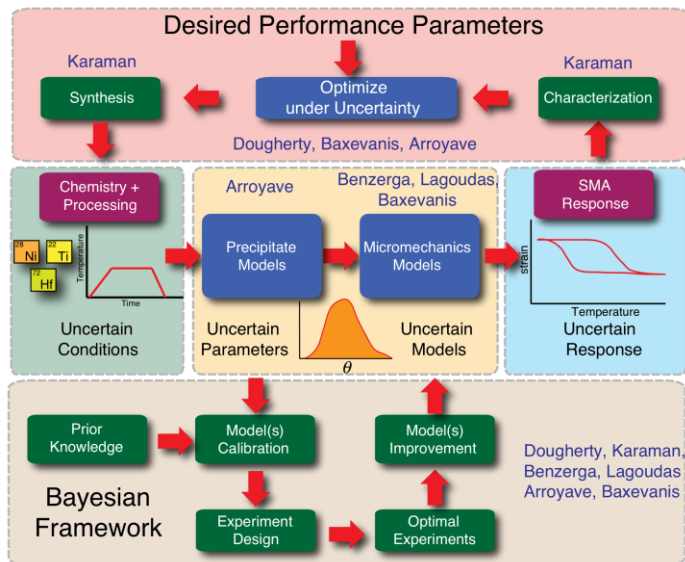 Desired Performance Parameters
Karaman
Karaman
Synthesis
Optimize
under Uncertainty
Characterization
Dougherty, Baxevanis, Arroyave
Chemistry +
Processing
28
Ni
22
Ti
72
Hf
Temperature
Time
Uncertain
Conditions
Arroyave
Benzerga, Lagoudas,
Baxevanis
Precipitate
Models
Micromechanics
Models
Uncertain
Parameters
θ
Uncertain
Models
SMA
Response
strain
Temperature
Uncertain
Response
Prior
Knowledge
Model(s)
Calibration
Model(s)
Improvement
Dougherty, Karaman,
Benzerga, Lagoudas
Arroyave, Baxevanis
Bayesian
Framework
Experiment
Design
Optimal
Experiments